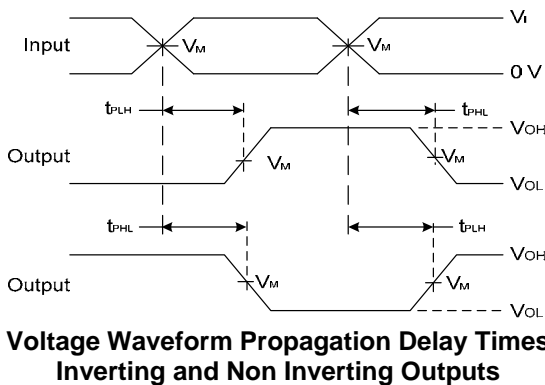 VI
Input VM VM
0 V
tPLH tPHL
VOH
Output VM VM
VOL
tPHL tPLH
VOH
Output VM VM
VOL
Voltage Waveform Propagation Delay Times
Inverting and Non Inverting Outputs